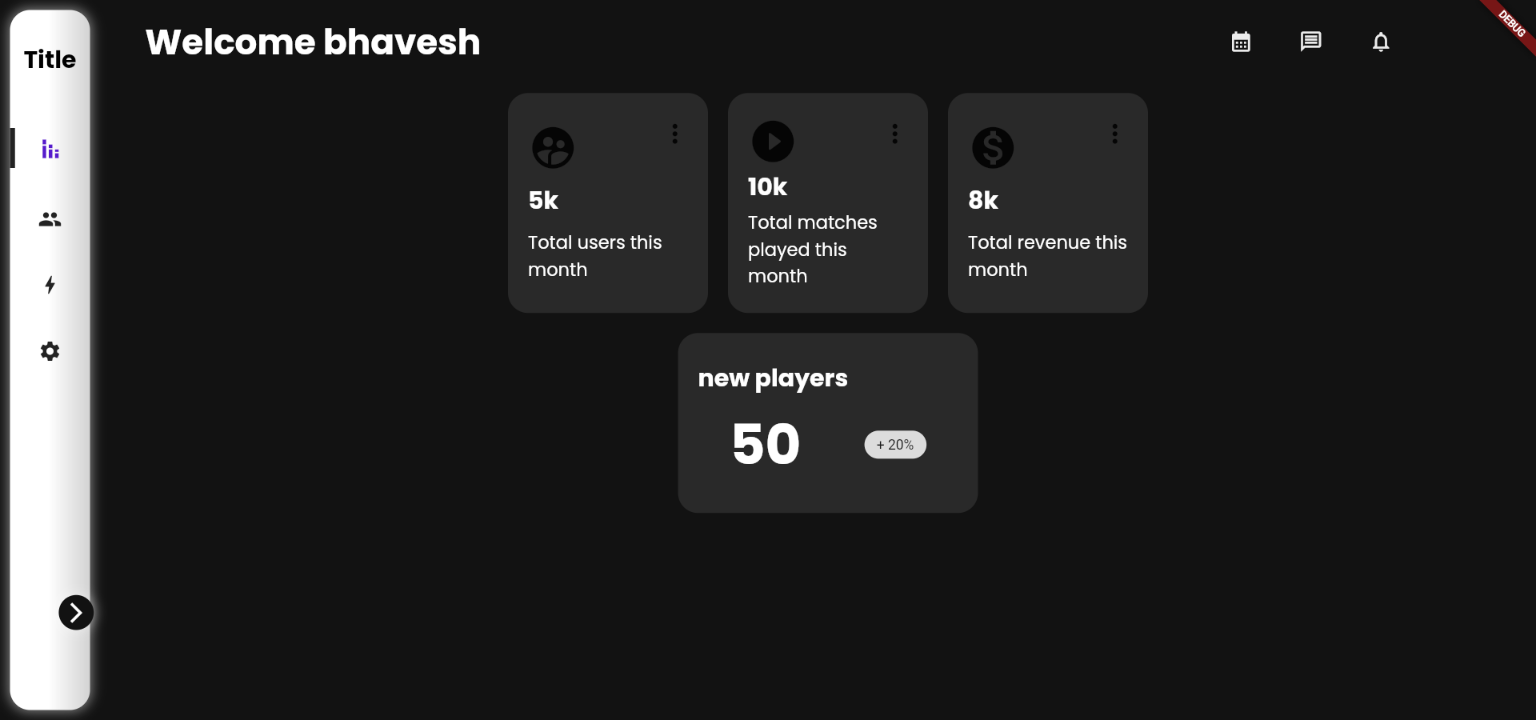 Title
Welcome bhavesh
DEBUG
5k
Total users this
month
10k
Total matches
played this
month
8k
Total revenue this
month
new players
50
+ 20%